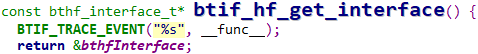 const bthf_interface_t* btif_hf_get_interface() {
BTIF_TRACE_EVENT("%s", __func__);
return &bthfInterface;